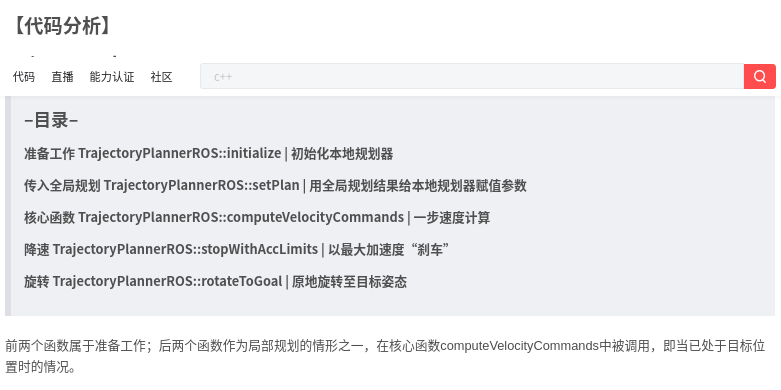 【代码分析】
代码 直播 能力认证 社区 c++
–目录–
准备工作 TrajectoryPlannerROS::initialize | 初始化本地规划器
传入全局规划 TrajectoryPlannerROS::setPlan | 用全局规划结果给本地规划器赋值参数
核心函数 TrajectoryPlannerROS::computeVelocityCommands | 一步速度计算
降速 TrajectoryPlannerROS::stopWithAccLimits | 以最大加速度“刹车”
旋转 TrajectoryPlannerROS::rotateToGoal | 原地旋转至目标姿态
前两个函数属于准备工作；后两个函数作为局部规划的情形之一，在核心函数computeVelocityCommands中被调用，即当已处于目标位
置时的情况。